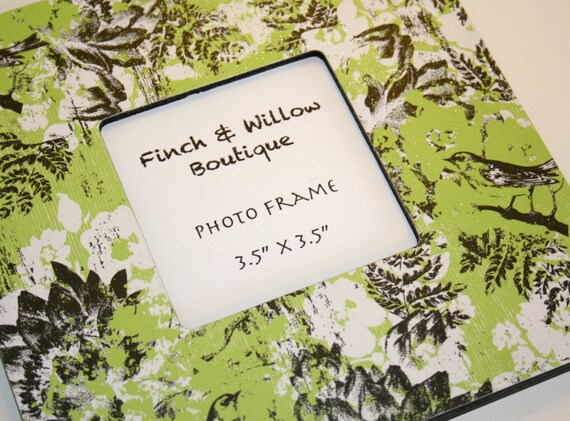 Finch & Willow
Boutique
PHOTO FRAME
3.5" X 3.5"